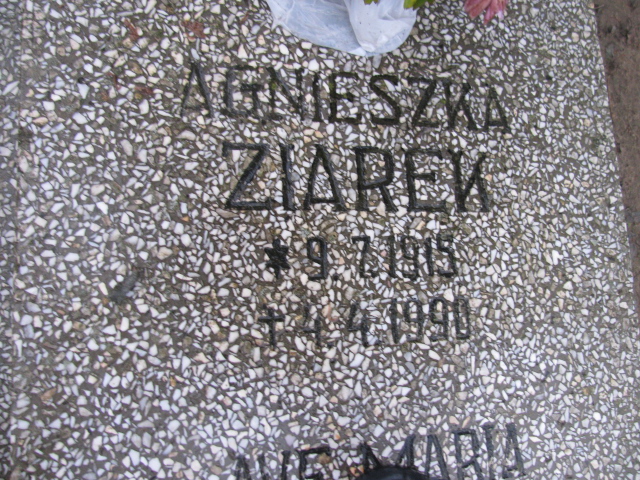 AGNIESZKA
ZIAREK
* 9.7.1915
† 4.4.1990
AVE MARIA